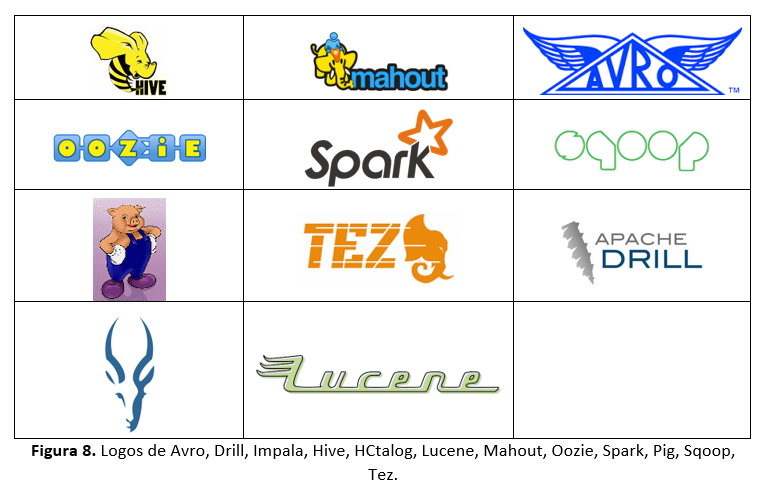 HIVE
mahout
AVRO
TM
OOZiE
Spark
sqoop
TEZ
APACHE
DRILL
Lucene
Figura 8. Logos de Avro, Drill, Impala, Hive, HCtalog, Lucene, Mahout, Oozie, Spark, Pig, Sqoop,
Tez.